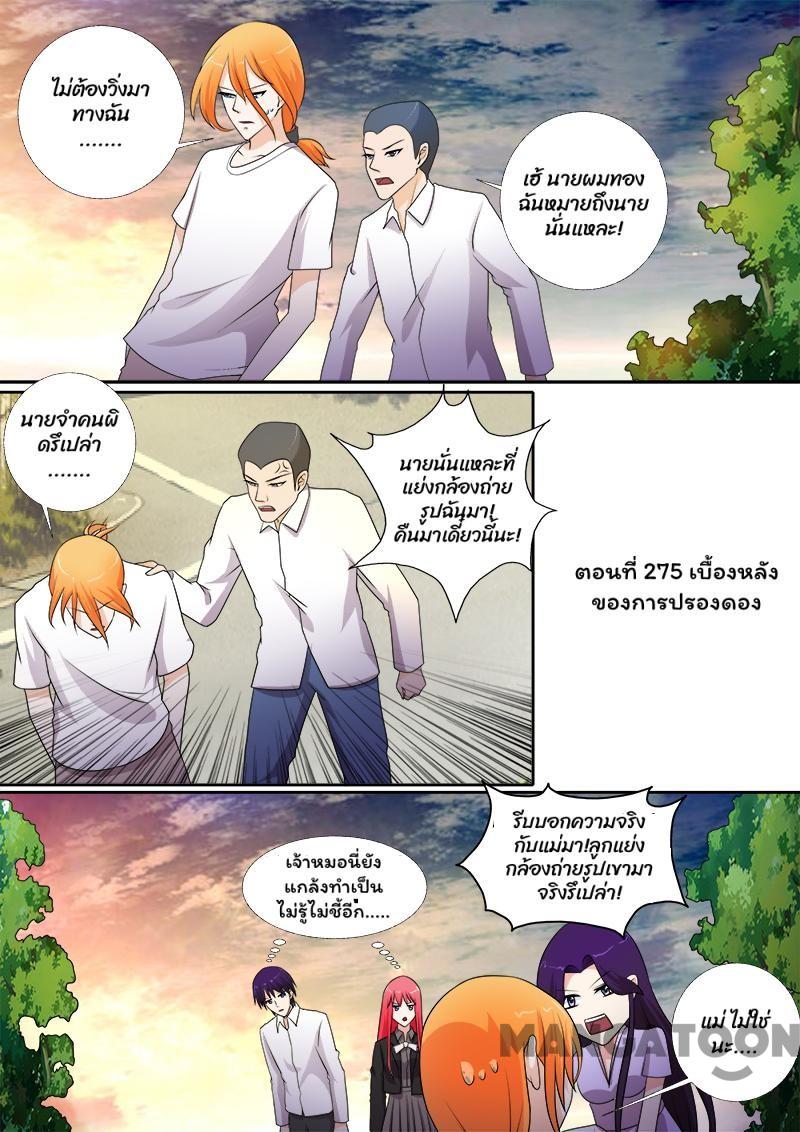 ไม่ต้องวิ่งมา
ทางฉัน
.......
เฮ้ นายผมทอง
ฉันหมายถึงนาย
นั่นแหละ!
นายจำคนผิ
ดรึเปล่า
.......
นายนั่นแหละที่
แย่งกล้องถ่าย
รูปฉันมา!
คืนมาเดี๋ยวนี้นะ!
ตอนที่ 275 เบื้องหลัง
ของการปรองดอง
รีบบอกความจริง
กับแม่มา!ลูกแย่ง
กล้องถ่ายรูปเขามา
จริงรึเปล่า!
เจ้าหมอนี่ยัง
แกล้งทำเป็น
ไม่รู้ไม่ชี้อีก.....
แม่ ไม่ใช่
นะ....
MANGATOON